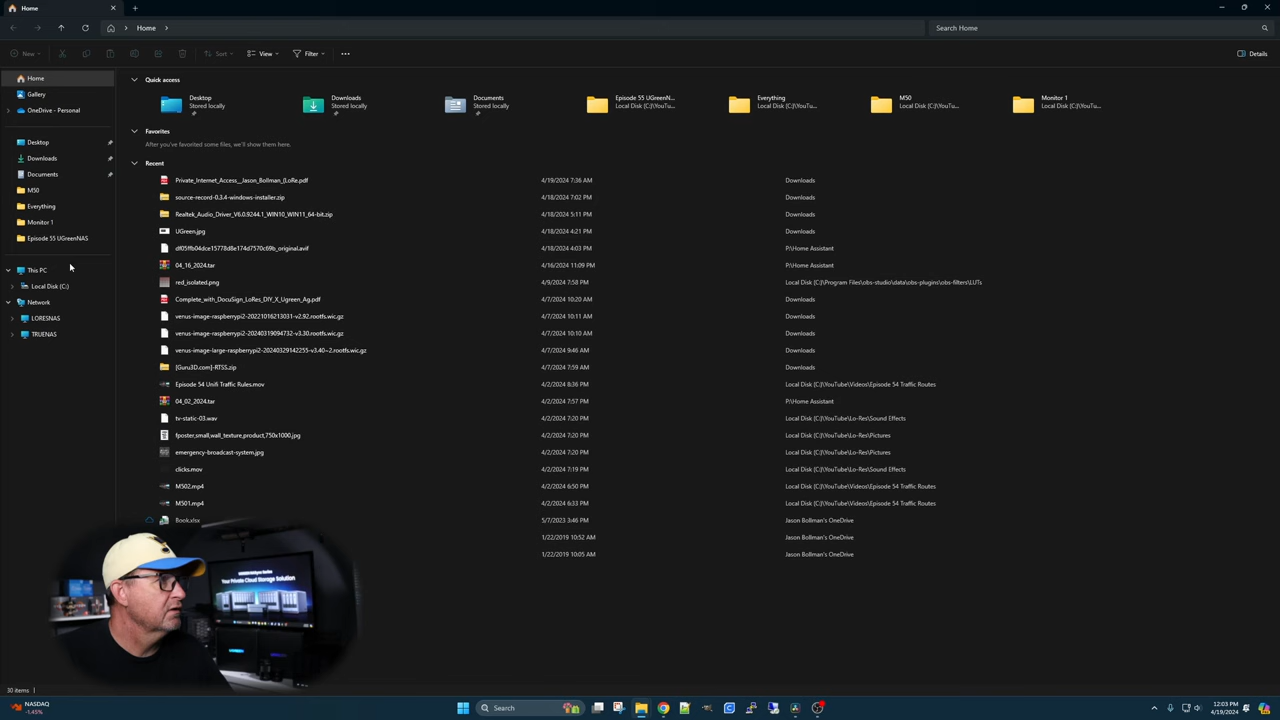 Home
Home
Search Home
New
Sort
View
Filter
Details
Home
Gallery
OneDrive - Personal
Desktop
Downloads
Documents
M50
Everything
Monitor 1
Episode 55 UGreenNAS
This PC
Local Disk (C:)
Network
LORESNAS
TRUENAS
Quick access
Desktop
Stored locally
Downloads
Stored locally
Documents
Stored locally
Episode 55 UGreenN...
Local Disk (C:)\YouTu...
Everything
Local Disk (C:)\YouTu...
M50
Local Disk (C:)\YouTu...
Monitor 1
Local Disk (C:)\YouTu...
Favorites
After you've favorited some files, we'll show them here.
Recent
Private_Internet_Access__Jason_Bollman_(LoRe.pdf 4/19/2024 7:36 AM Downloads
source-record-0.3.4-windows-installer.zip 4/18/2024 7:02 PM Downloads
Realtek_Audio_Driver_V6.0.9244.1_WIN10_WIN11_64-bit.zip 4/18/2024 5:11 PM Downloads
UGreen.jpg 4/18/2024 4:21 PM Downloads
df05ffb04dce15778d8e174d7570c69b_original.avif 4/18/2024 4:03 PM P:\Home Assistant
04_16_2024.tar 4/16/2024 11:09 PM P:\Home Assistant
red_isolated.png 4/9/2024 7:58 PM Local Disk (C:)\Program Files\obs-studio\data\obs-plugins\obs-filters\LUTs
Complete_with_DocuSign_LoRes_DIY_X_Ugreen_Ag.pdf 4/7/2024 10:20 AM Downloads
venus-image-raspberrypi2-20221016213031-v2.92.rootfs.wic.gz 4/7/2024 10:11 AM Downloads
venus-image-raspberrypi2-20240319094732-v3.30.rootfs.wic.gz 4/7/2024 10:10 AM Downloads
venus-image-large-raspberrypi2-20240329142255-v3.40~2.rootfs.wic.gz 4/7/2024 9:46 AM Downloads
[Guru3D.com]-RTSS.zip 4/7/2024 7:59 AM Downloads
Episode 54 Unifi Traffic Rules.mov 4/2/2024 8:36 PM Local Disk (C:)\YouTube\Videos\Episode 54 Traffic Routes
04_02_2024.tar 4/2/2024 7:57 PM P:\Home Assistant
tv-static-03.wav 4/2/2024 7:20 PM Local Disk (C:)\YouTube\Lo-Res\Sound Effects
fposter,small,wall_texture,product,750x1000.jpg 4/2/2024 7:20 PM Local Disk (C:)\YouTube\Lo-Res\Pictures
emergency-broadcast-system.jpg 4/2/2024 7:20 PM Local Disk (C:)\YouTube\Lo-Res\Pictures
clicks.mov 4/2/2024 7:19 PM Local Disk (C:)\YouTube\Lo-Res\Sound Effects
M502.mp4 4/2/2024 6:50 PM Local Disk (C:)\YouTube\Videos\Episode 54 Traffic Routes
M501.mp4 4/2/2024 6:33 PM Local Disk (C:)\YouTube\Videos\Episode 54 Traffic Routes
Book.xlsx 5/7/2023 3:46 PM Jason Bollman's OneDrive
1/22/2019 10:52 AM Jason Bollman's OneDrive
1/22/2019 10:05 AM Jason Bollman's OneDrive
Your Private Cloud Storage Solution
30 items
NASDAQ
-1.45%
Search
12:03 PM
4/19/2024